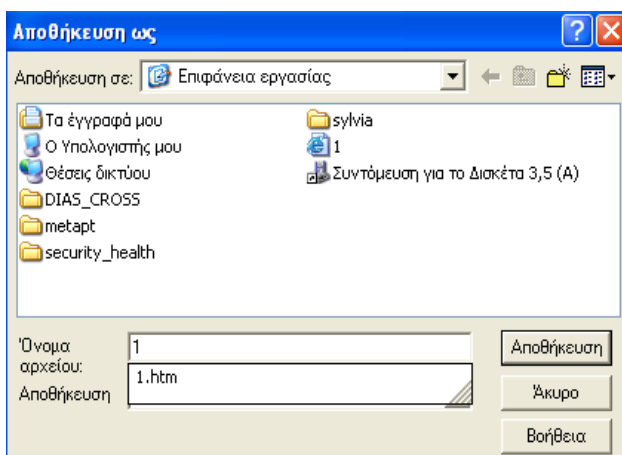 Αποθήκευση ως
Αποθήκευση σε: Επιφάνεια εργασίας
Τα έγγραφά μου
Ο Υπολογιστής μου
Θέσεις δικτύου
DIAS_CROSS
metapt
security_health
sylvia
1
Συντόμευση για το Δισκέτα 3,5 (A)
Όνομα αρχείου: 1
1.htm
Αποθήκευση
Αποθήκευση
Άκυρο
Βοήθεια